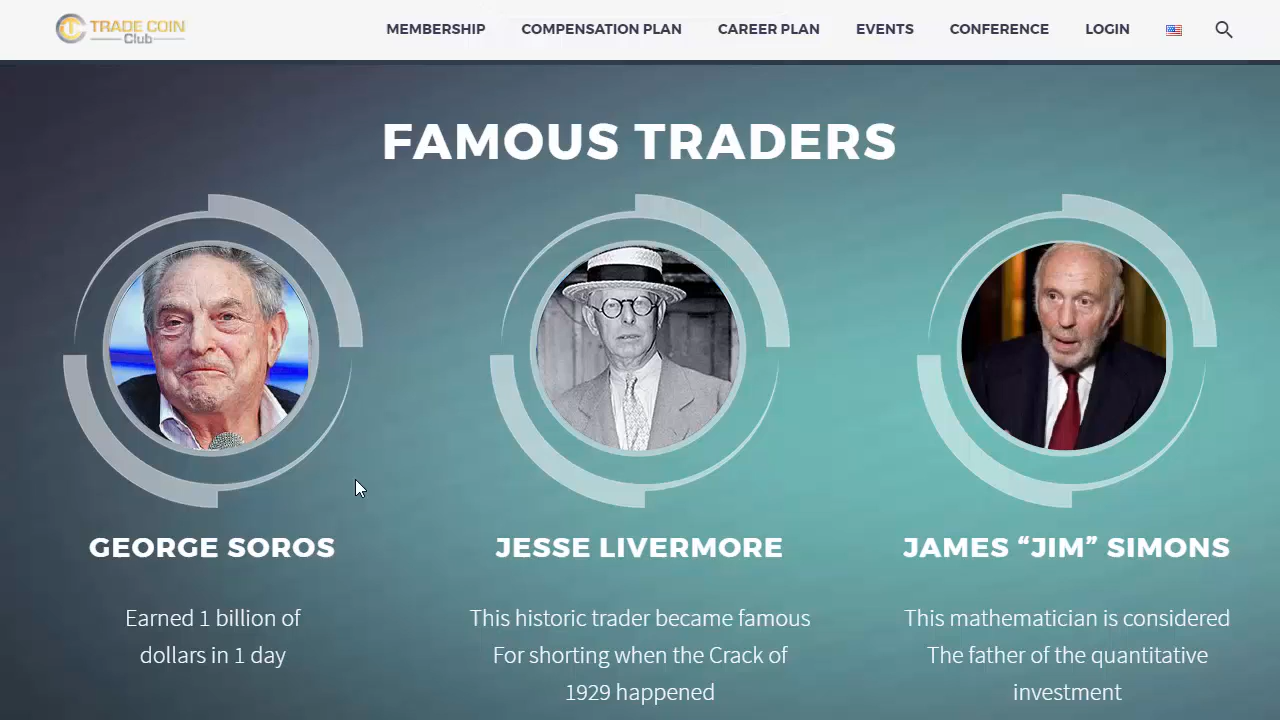 TRADE COIN
Club
MEMBERSHIP COMPENSATION PLAN CAREER PLAN EVENTS CONFERENCE LOGIN
FAMOUS TRADERS
GEORGE SOROS
Earned 1 billion of
dollars in 1 day
JESSE LIVERMORE
This historic trader became famous
For shorting when the Crack of
1929 happened
JAMES “JIM” SIMONS
This mathematician is considered
The father of the quantitative
investment